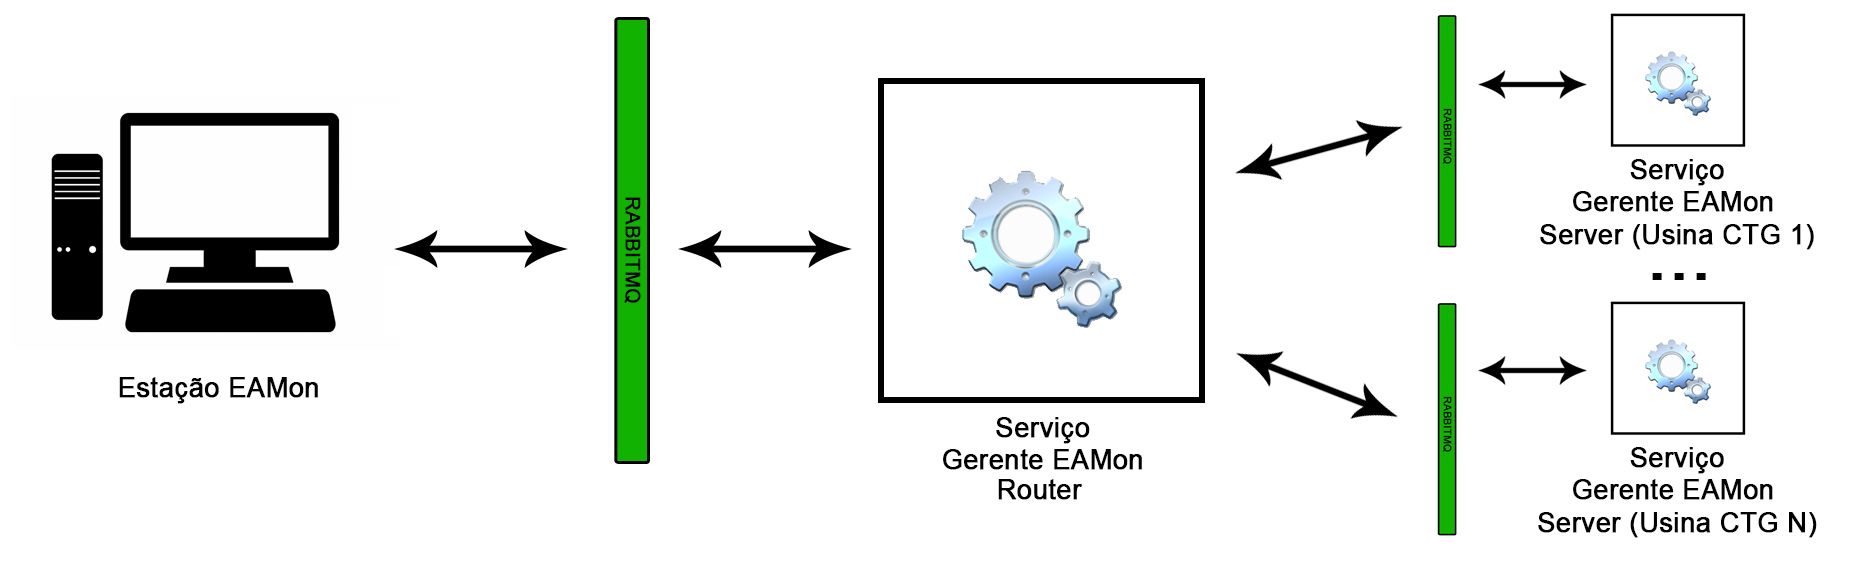 Estação EAMon
RABBITMQ
Serviço
Gerente EAMon
Router
RABBITMQ
Serviço
Gerente EAMon
Server (Usina CTG 1)
...
RABBITMQ
Serviço
Gerente EAMon
Server (Usina CTG N)